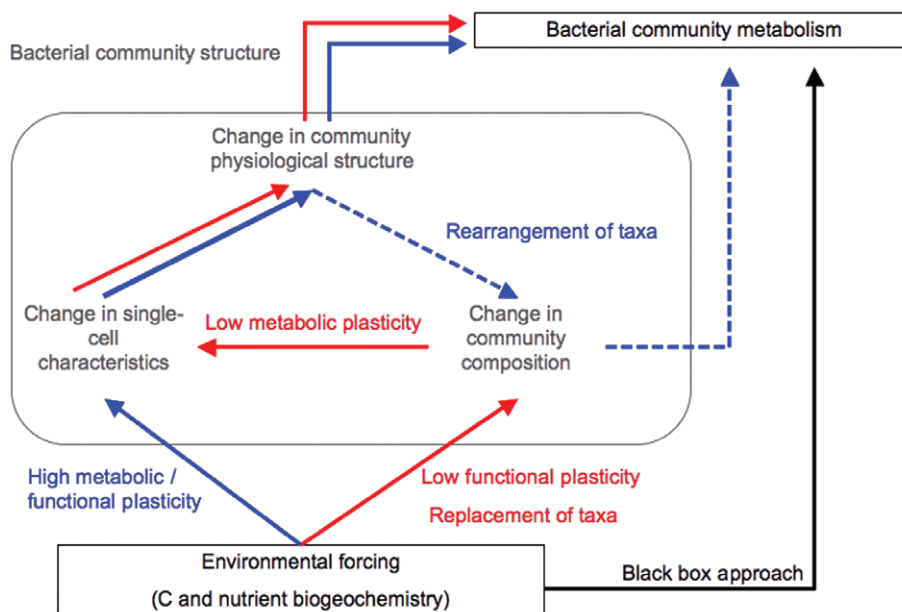 Bacterial community metabolism
Bacterial community structure
Change in community
physiological structure
Rearrangement of taxa
Change in single-
cell
characteristics
Low metabolic plasticity
Change in
community
composition
High metabolic /
functional plasticity
Low functional plasticity
Replacement of taxa
Environmental forcing
(C and nutrient biogeochemistry)
Black box approach